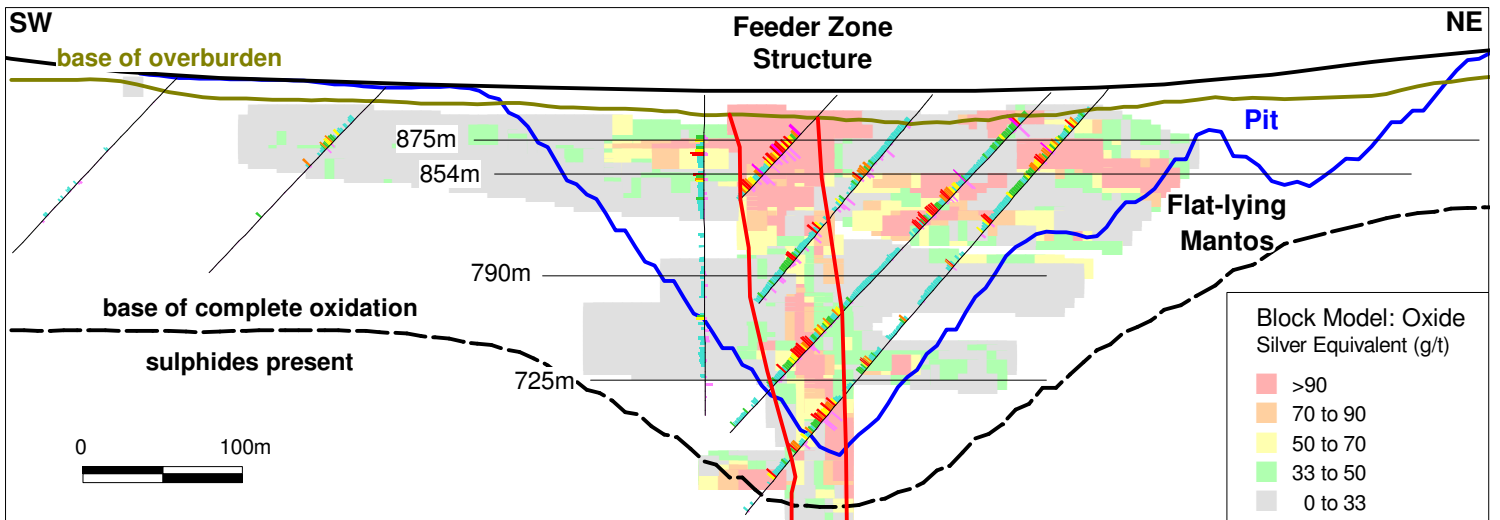 SW
Feeder Zone
Structure
NE
base of overburden
Pit
875m
854m
Flat-lying
Mantos
790m
base of complete oxidation
sulphides present
725m
0 100m
Block Model: Oxide
Silver Equivalent (g/t)
>90
70 to 90
50 to 70
33 to 50
0 to 33